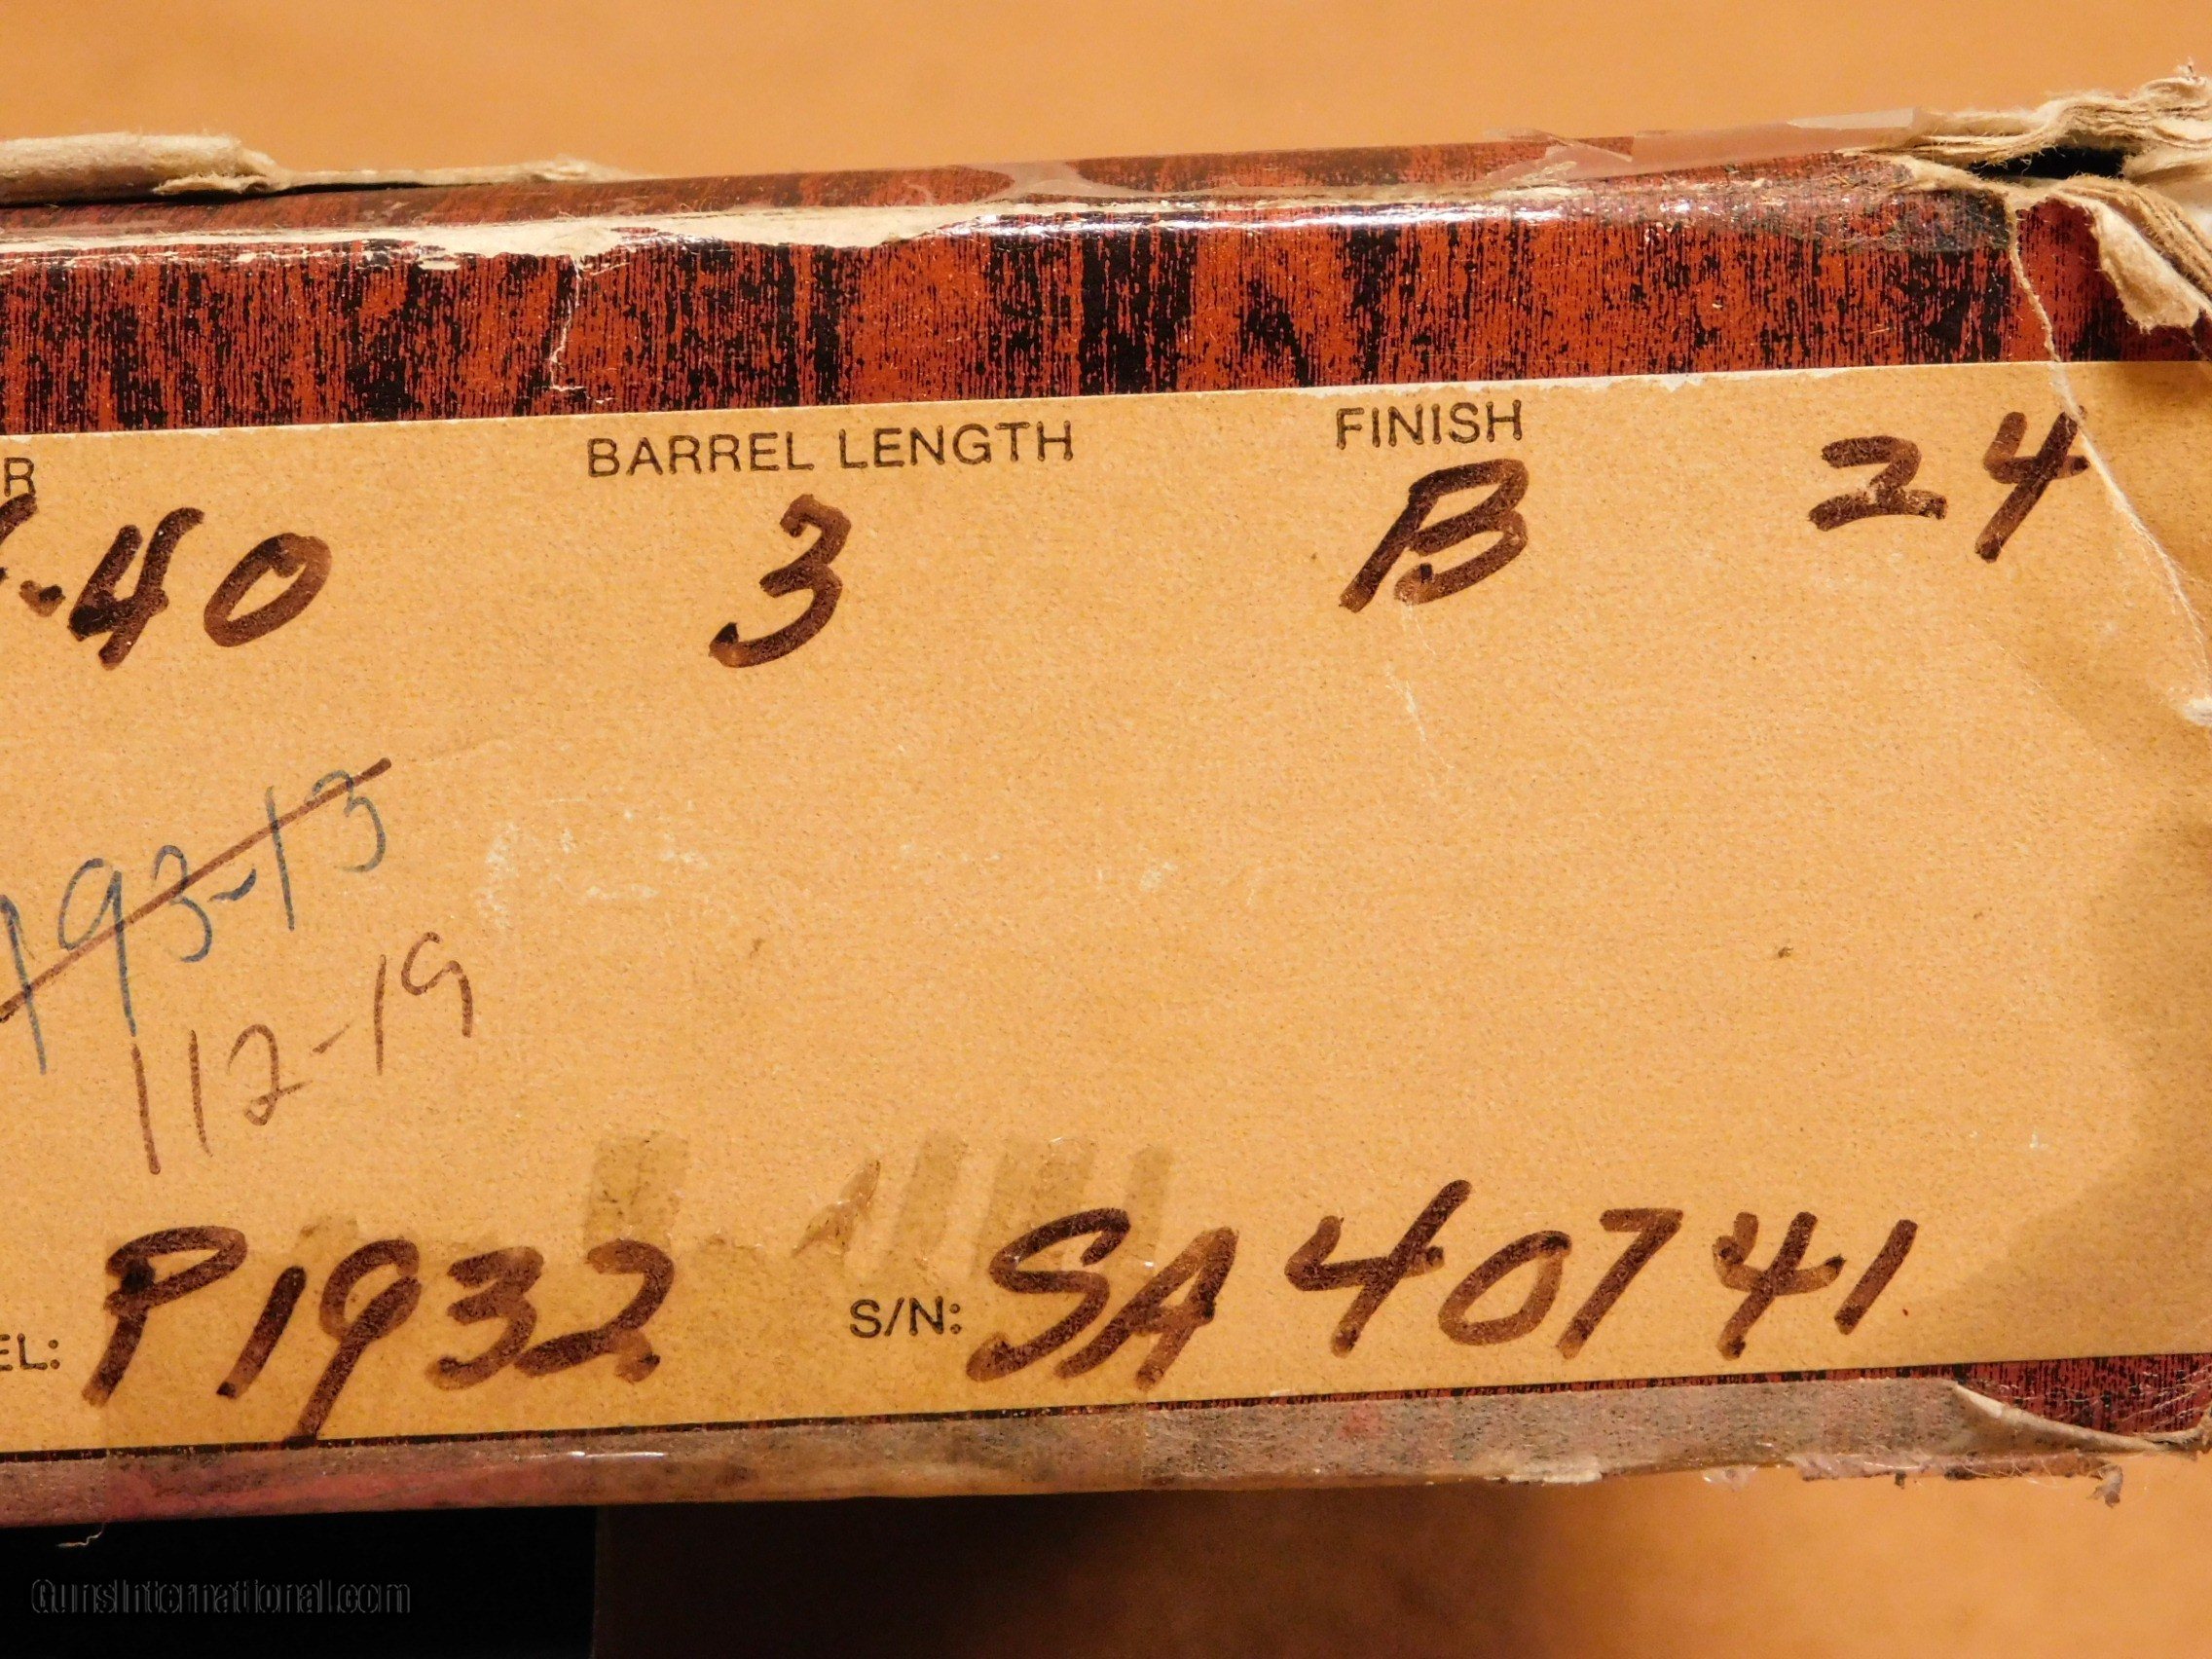 BARREL LENGTH FINISH
-40 3 B 24
193-13
112-19
P1932 S/N: SA40741
GunsInternational.com